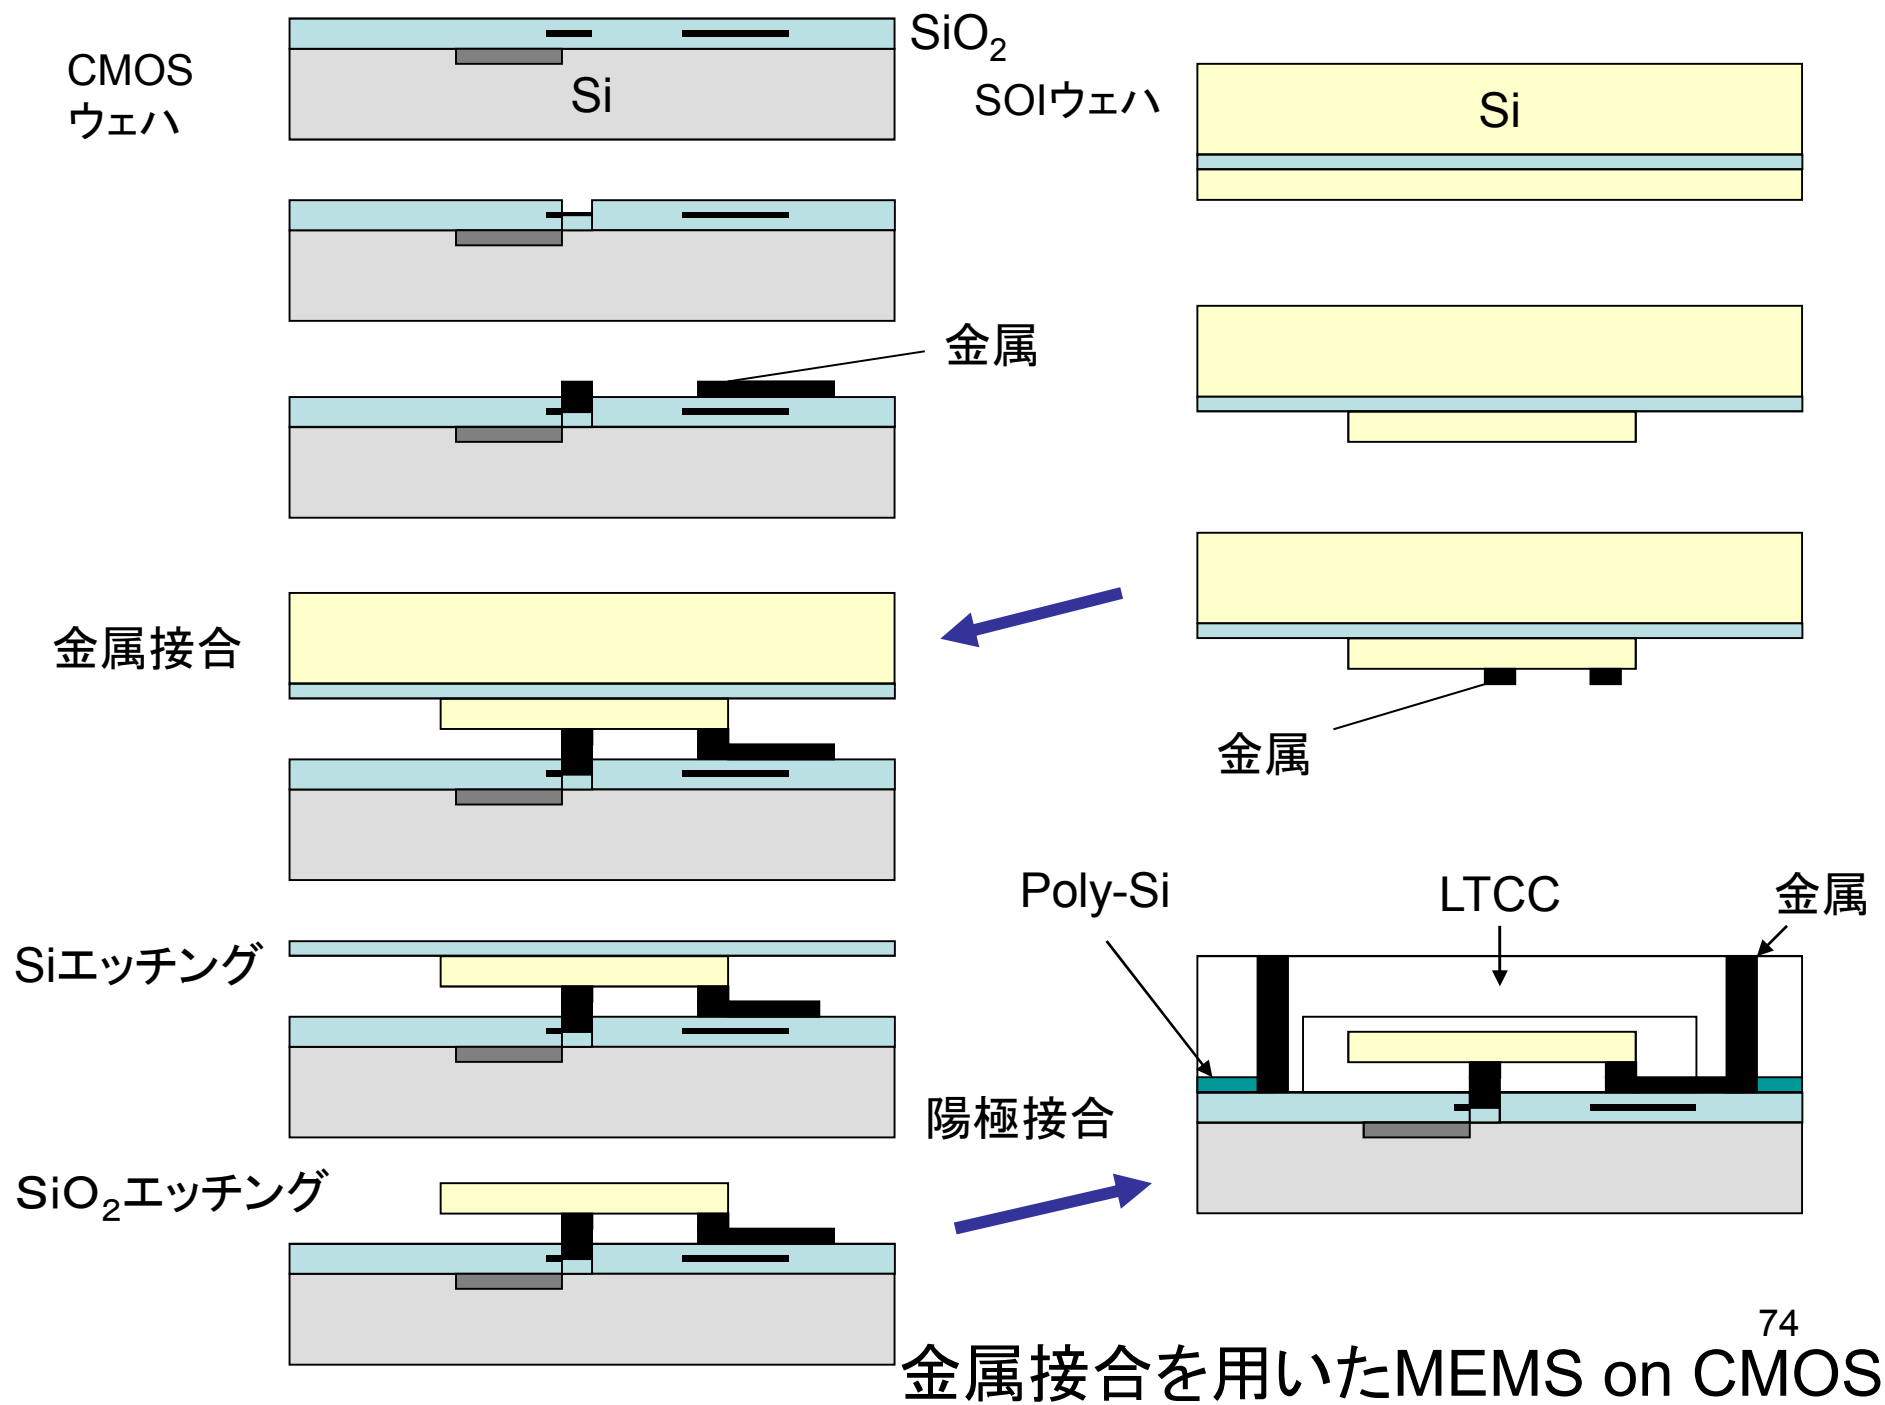 SiO₂
CMOS
ウェハ
Si
SOIウェハ
Si
金属
金属接合
金属
Poly-Si
LTCC
金属
Siエッチング
陽極接合
SiO₂エッチング
74
金属接合を用いたMEMS on CMOS